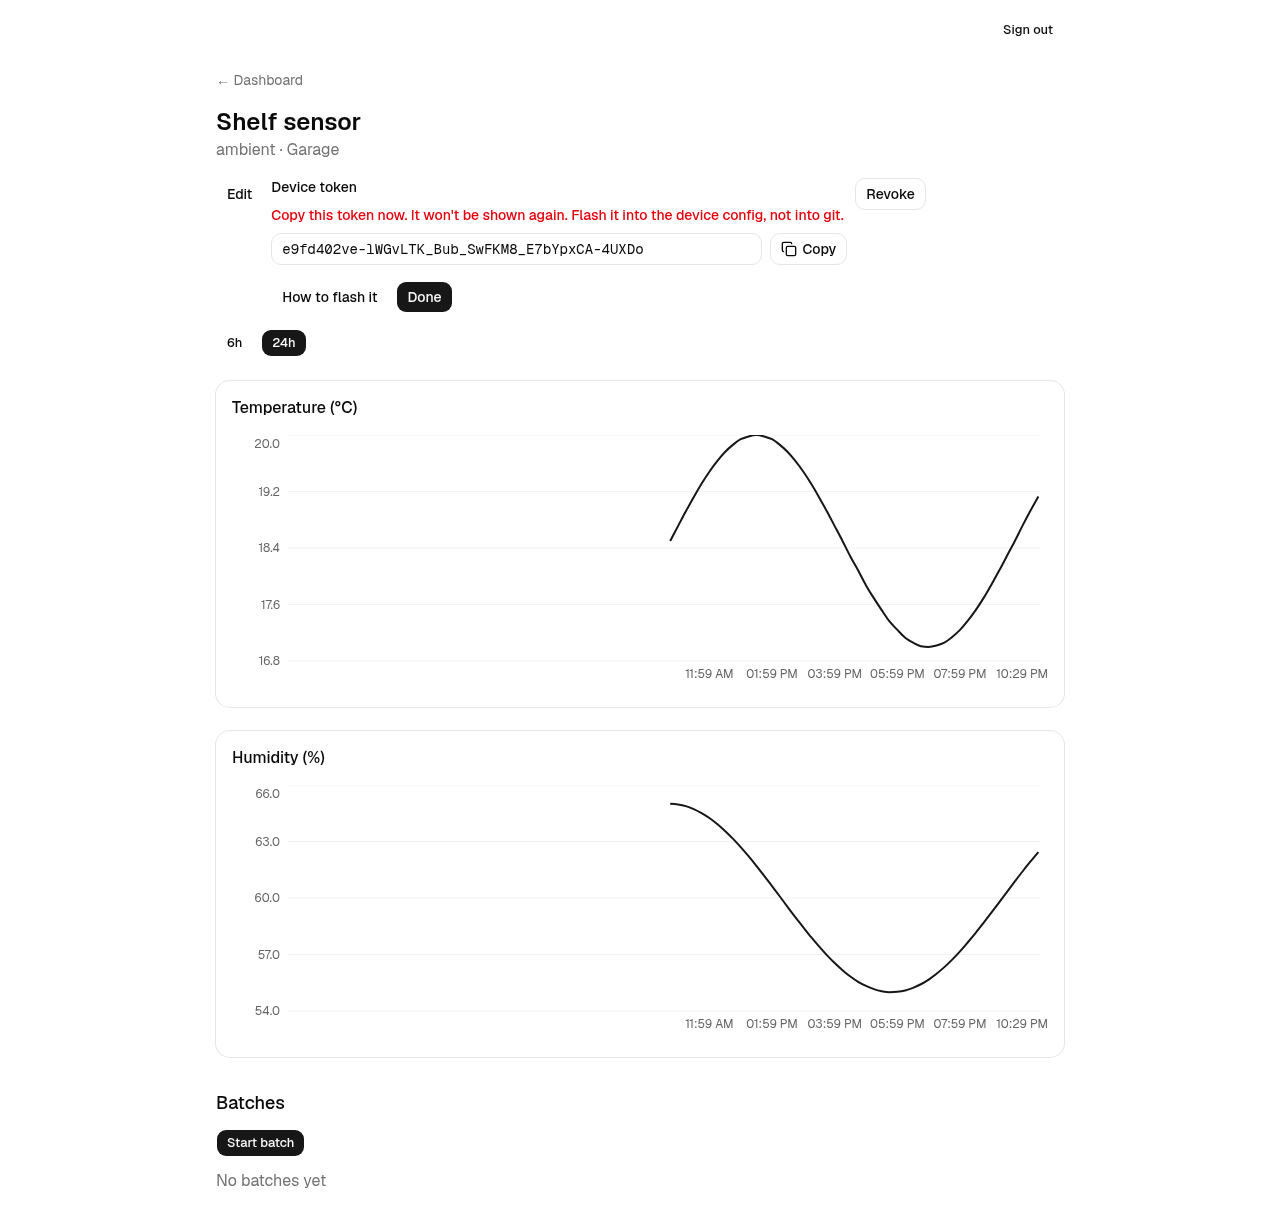 Sign out
← Dashboard
Shelf sensor
ambient · Garage
Edit
Device token
Copy this token now. It won't be shown again. Flash it into the device config, not into git.
e9fd402ve-lWGvLTK_Bub_SwFKM8_E7bYpxCA-4UXDo
Copy
Revoke
How to flash it
Done
6h
24h
Temperature (°C)
20.0
19.2
18.4
17.6
16.8
11:59 AM 01:59 PM 03:59 PM 05:59 PM 07:59 PM 10:29 PM
Humidity (%)
66.0
63.0
60.0
57.0
54.0
11:59 AM 01:59 PM 03:59 PM 05:59 PM 07:59 PM 10:29 PM
Batches
Start batch
No batches yet